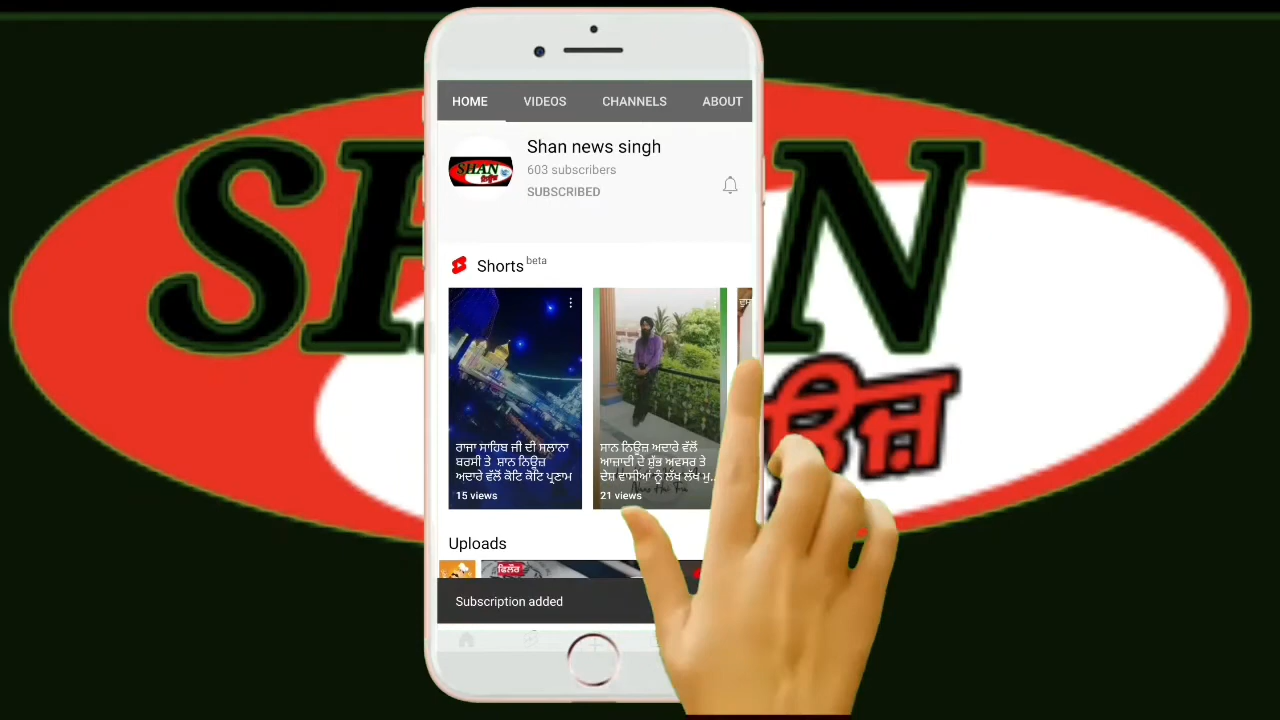 HOME VIDEOS CHANNELS ABOUT
Shan news singh
603 subscribers
SUBSCRIBED
SHAN
Shorts beta
ਰਾਜਾ ਸਾਹਿਬ ਜੀ ਦੀ ਸਲਾਨਾ
ਬਰਸੀ ਤੇ ਸ਼ਾਨ ਨਿਊਜ਼
ਅਦਾਰੇ ਵੱਲੋਂ ਕੋਟਿ ਕੋਟਿ ਪ੍ਰਣਾਮ
15 views
ਸਾਨ ਨਿਊਜ਼ ਅਦਾਰੇ ਵੱਲੋਂ
ਆਜ਼ਾਦੀ ਦੇ ਸ਼ੁੱਭ ਅਵਸਰ ਤੇ
ਦੇਸ਼ ਵਾਸੀਆਂ ਨੂੰ ਲੱਖ ਲੱਖ ਮੁ..
21 views
Uploads
ਫਿਲੌਰ
Subscription added